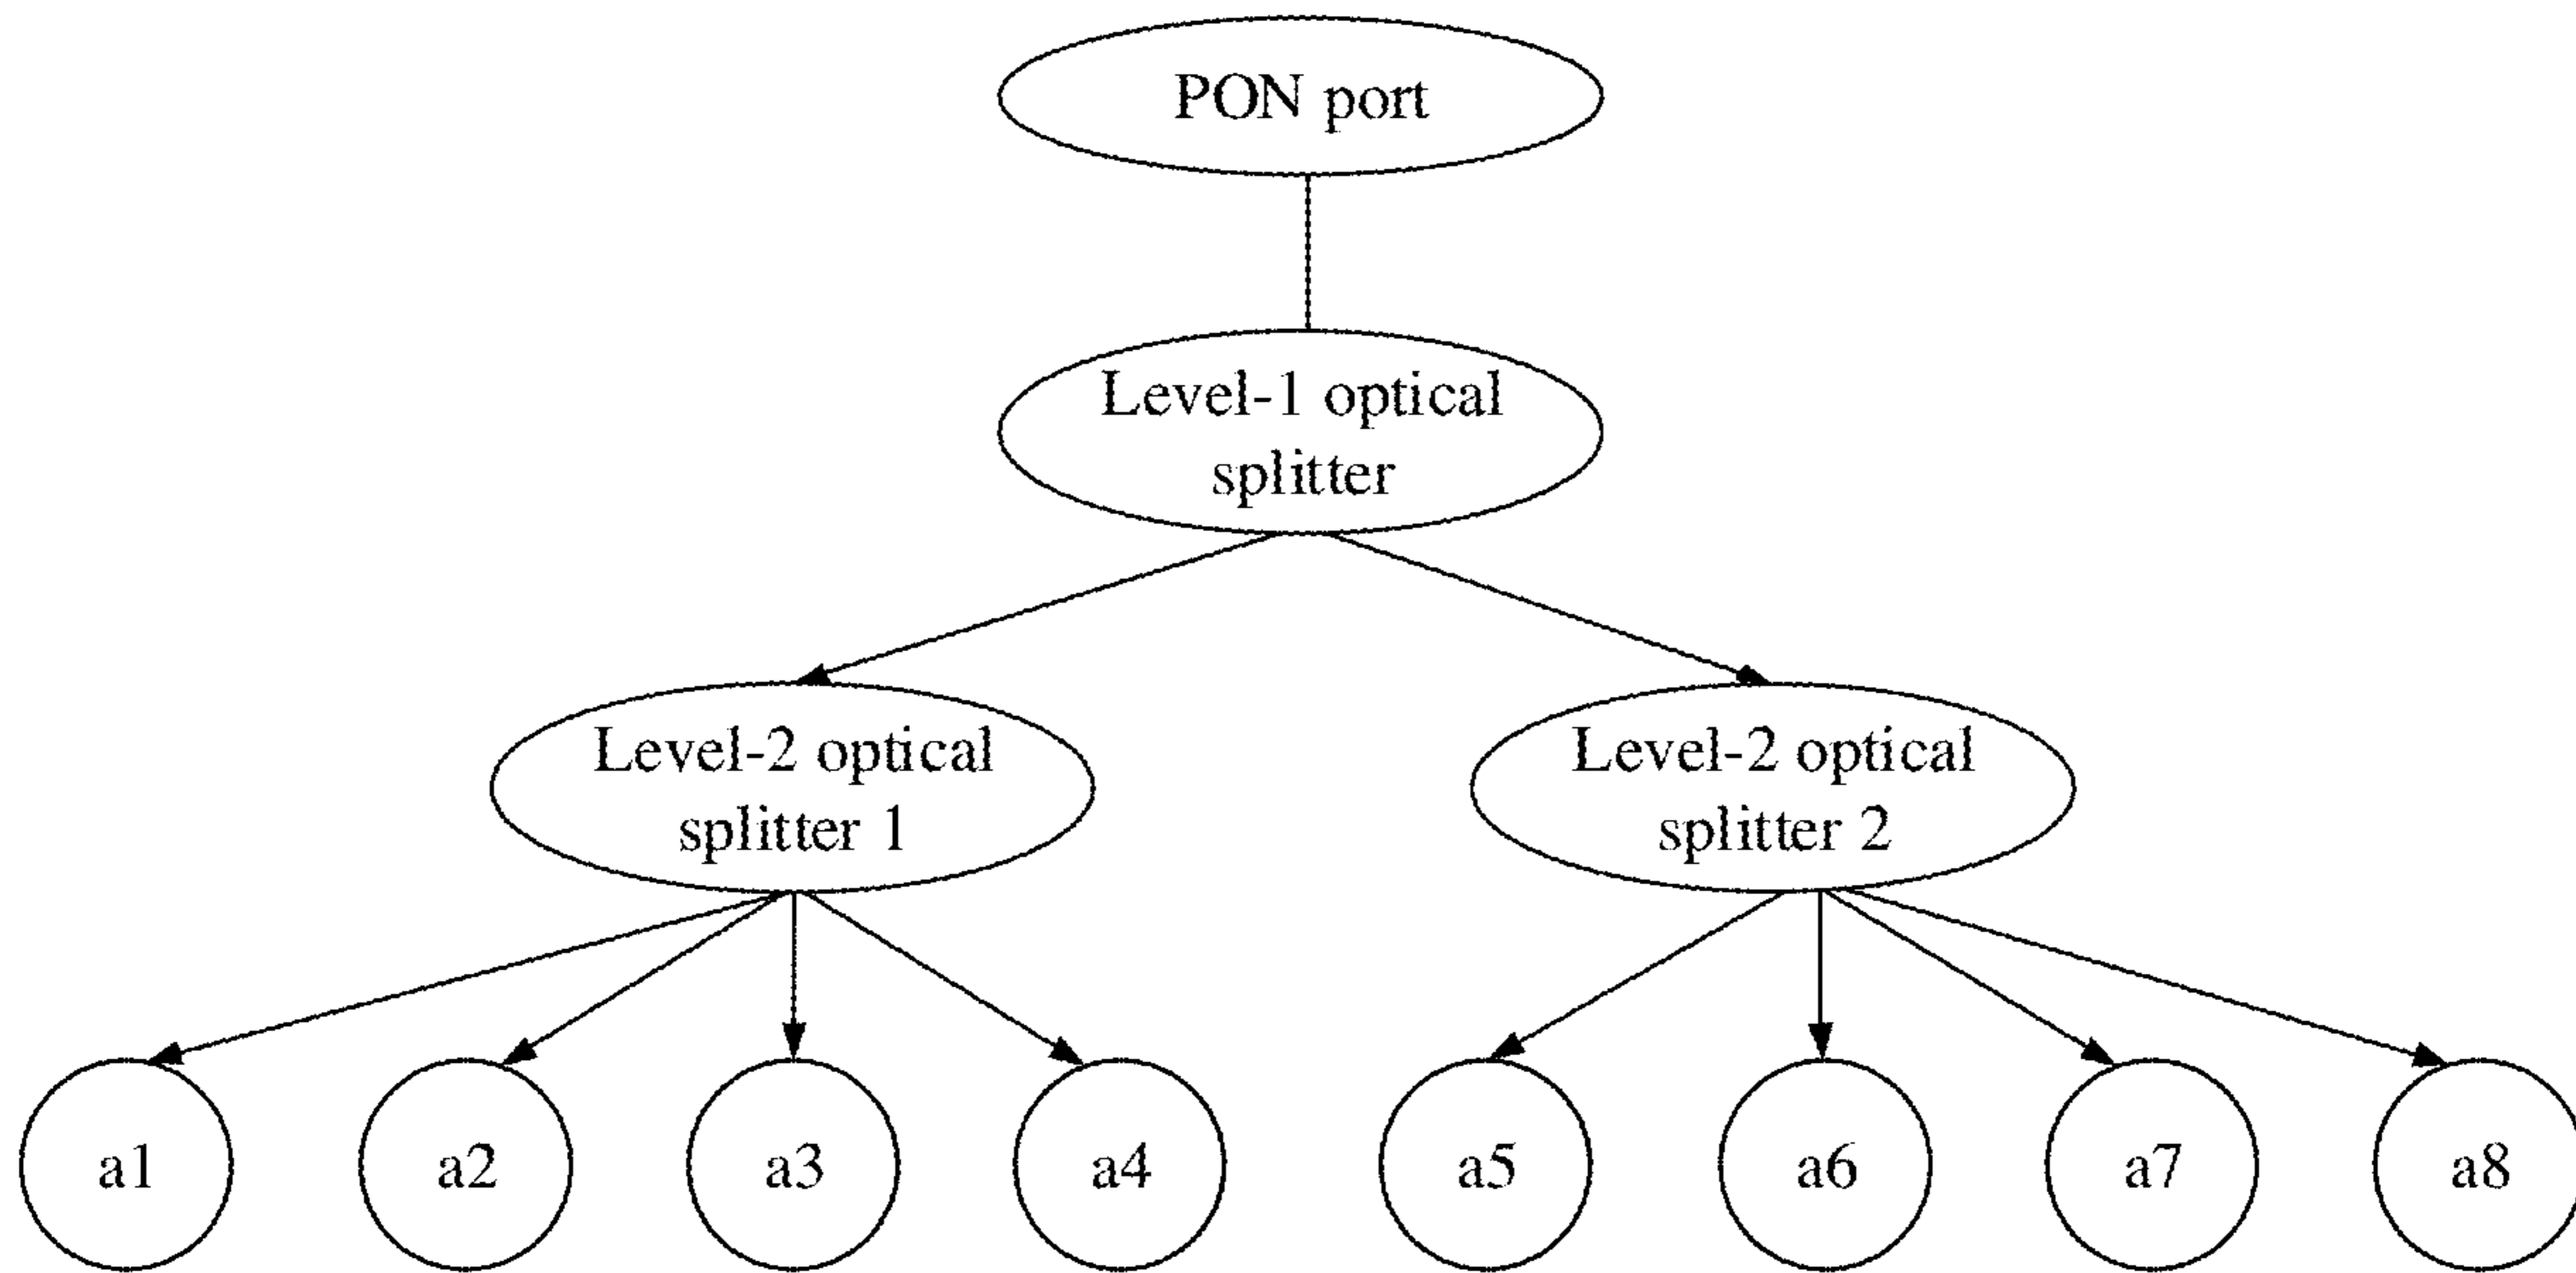 PON port
Level-1 optical
splitter
Level-2 optical
splitter 1
Level-2 optical
splitter 2
a1
a2
a3
a4
a5
a6
a7
a8